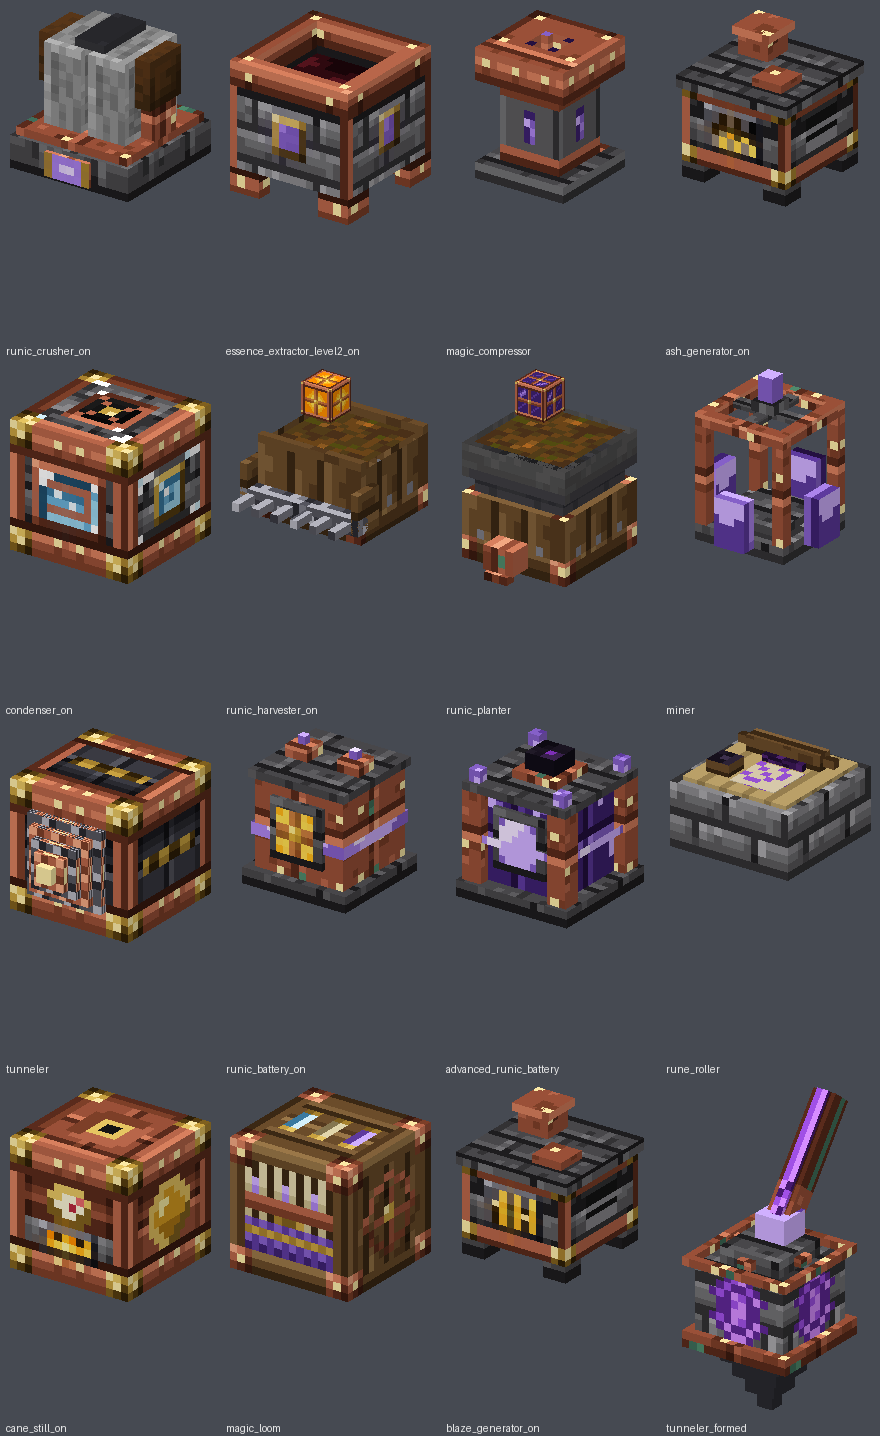 runic_crusher_on
essence_extractor_level2_on
magic_compressor
ash_generator_on
condenser_on
runic_harvester_on
runic_planter
miner
tunneler
runic_battery_on
advanced_runic_battery
rune_roller
cane_still_on
magic_loom
blaze_generator_on
tunneler_formed